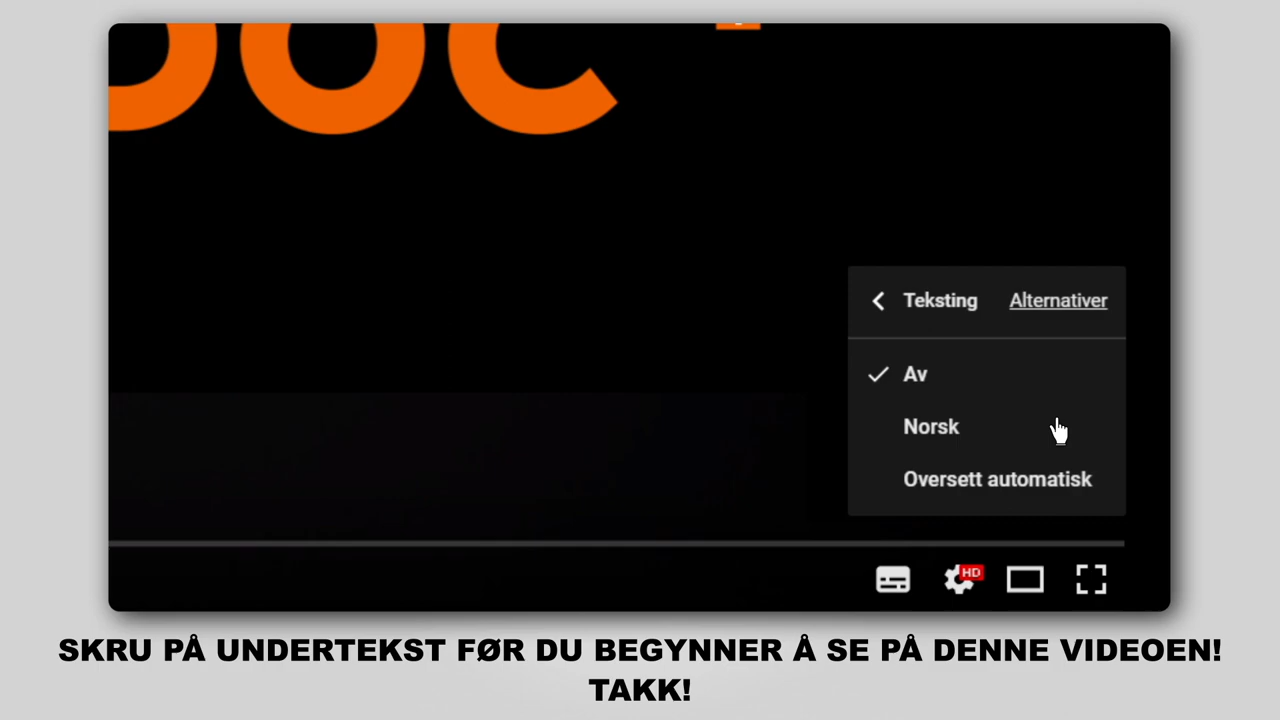 Teksting Alternativer
Av
Norsk
Oversett automatisk
HD
SKRU PÅ UNDERTEKST FØR DU BEGYNNER Å SE PÅ DENNE VIDEOEN!
TAKK!